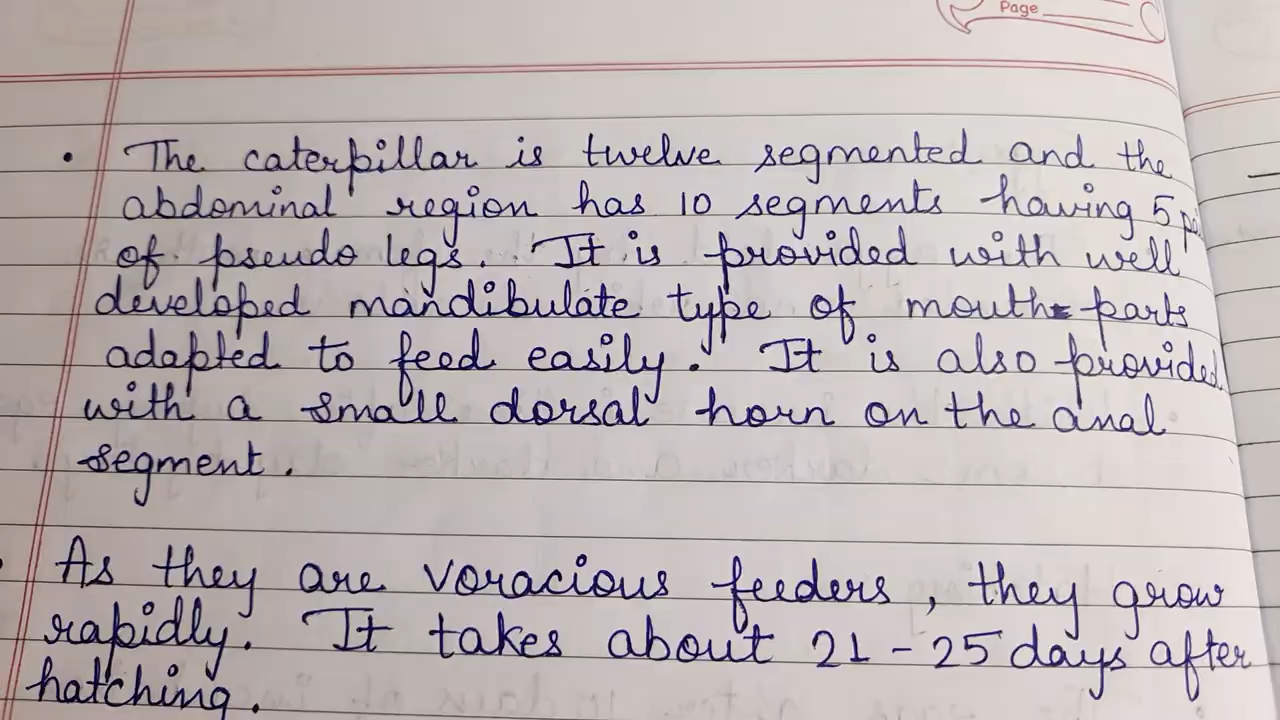 Page
• The caterpillar is twelve segmented and the
abdominal region has 10 segments having 5
of pseudo legs. It is provided with well
developed mandibulate type of mouth-parts
adapted to feed easily. It is also provided
with a small dorsal horn on the anal
segment.
• As they are voracious feeders, they grow
rapidly. It takes about 21-25 days after
hatching.